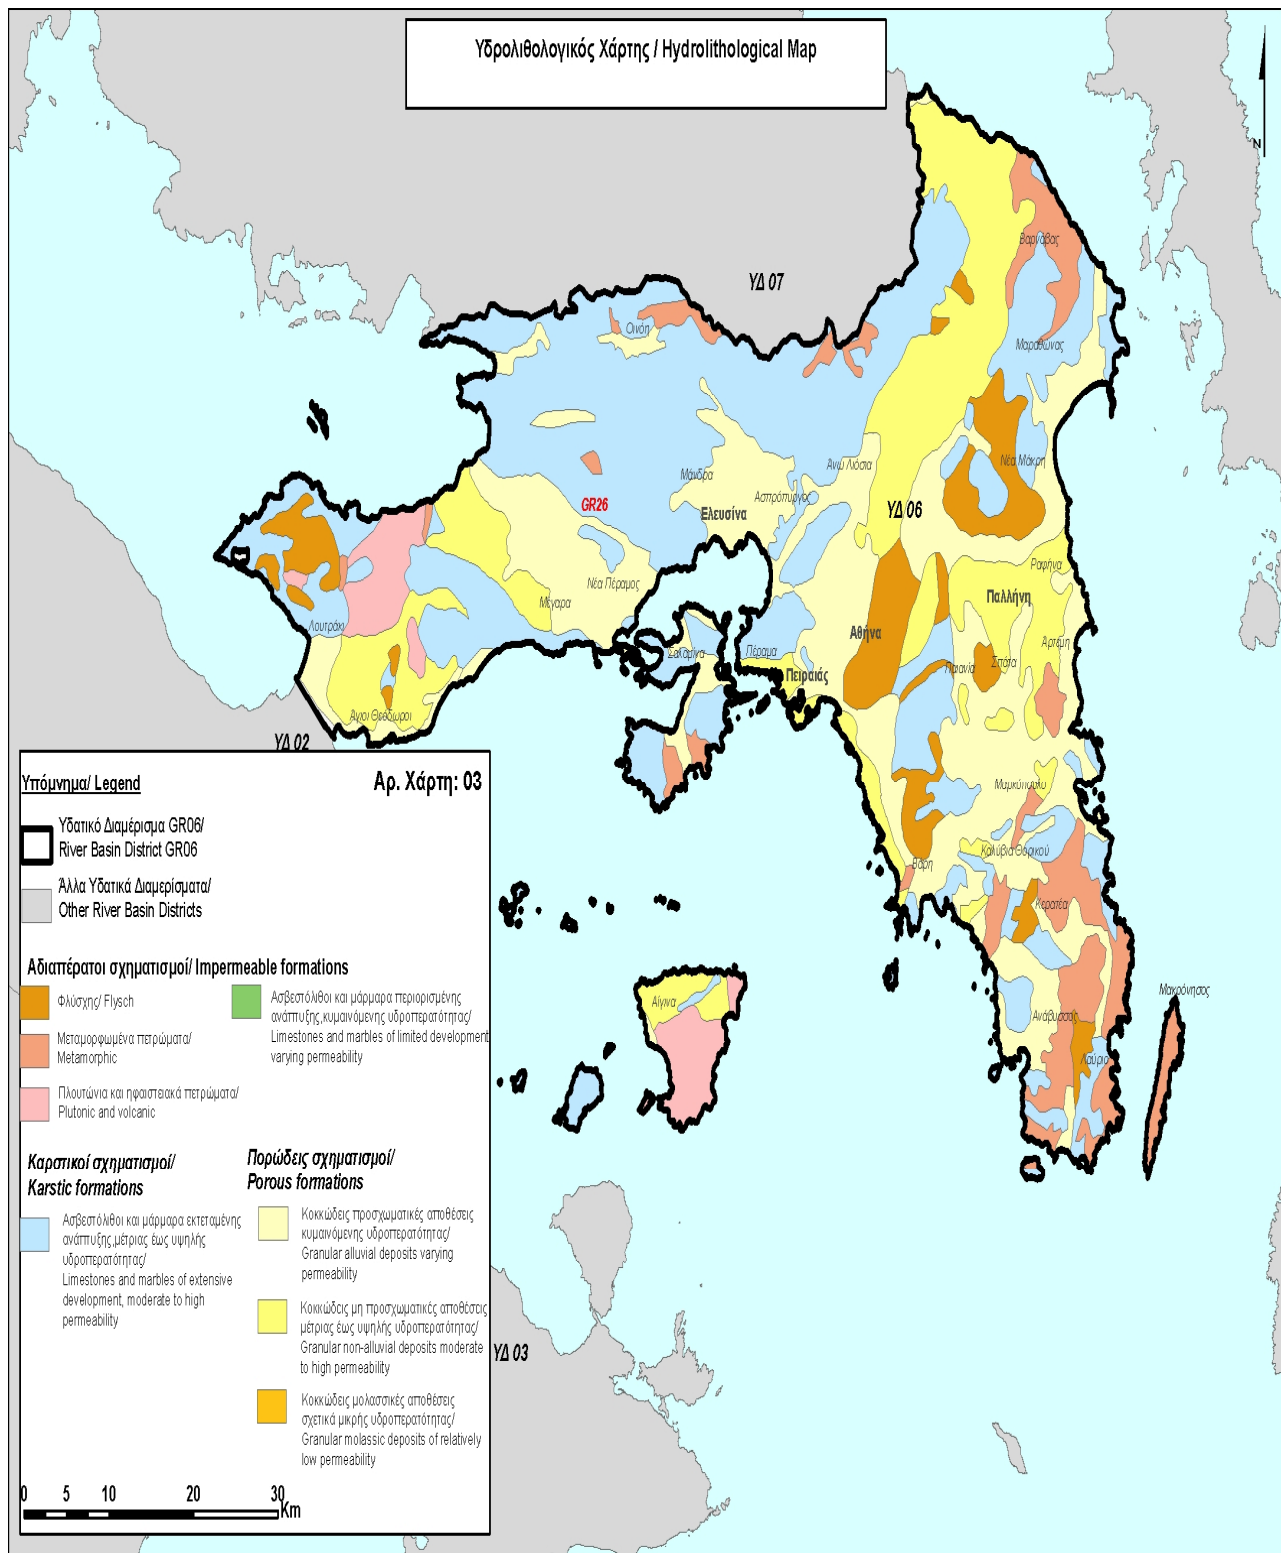 Υδρολιθολογικός Χάρτης / Hydrolithological Map
N
ΥΔ 07
Βαρνάβας
Οινόη
Μαραθώνας
Μάνδρα
Άνω Λιόσια
Νέα Μάκρη
Ασπρόπυργος
GR26
Ελευσίνα
ΥΔ 06
Ραφήνα
Νέα Πέραμος
Μέγαρα
Παλλήνη
Λουτράκι
Αθήνα
Άρτεμη
Σαλαμίνα
Πέραμα
Παιανία
Σπάτα
Πειραιάς
Άγιοι Θεόδωροι
ΥΔ 02
Μαρκόπουλο
Καλύβια Θορικού
Βάρη
Κερατέα
Μακρόνησος
Αίγινα
Ανάβυσσος
Λαύριο
ΥΔ 03
Υπόμνημα/ Legend
Αρ. Χάρτη: 03
Υδατικό Διαμέρισμα GR06/
River Basin District GR06
Άλλα Υδατικά Διαμερίσματα/
Other River Basin Districts
Αδιαπέρατοι σχηματισμοί/ Impermeable formations
Φλύσχης/ Flysch
Μεταμορφωμένα πετρώματα/
Metamorphic
Πλουτώνια και ηφαιστειακά πετρώματα/
Plutonic and volcanic
Ασβεστόλιθοι και μάρμαρα περιορισμένης
ανάπτυξης,κυμαινόμενης υδροπερατότητας/
Limestones and marbles of limited development
varying permeability
Καρστικοί σχηματισμοί/
Karstic formations
Ασβεστόλιθοι και μάρμαρα εκτεταμένης
ανάπτυξης,μέτριας έως υψηλής
υδροπερατότητας/
Limestones and marbles of extensive
development, moderate to high
permeability
Πορώδεις σχηματισμοί/
Porous formations
Κοκκώδεις προσχωματικές αποθέσεις
κυμαινόμενης υδροπερατότητας/
Granular alluvial deposits varying
permeability
Κοκκώδεις μη προσχωματικές αποθέσεις
μέτριας έως υψηλής υδροπερατότητας/
Granular non-alluvial deposits moderate
to high permeability
Κοκκώδεις μολασσικές αποθέσεις
σχετικά μικρής υδροπερατότητας/
Granular molassic deposits of relatively
low permeability
0 5 10 20 30
Km